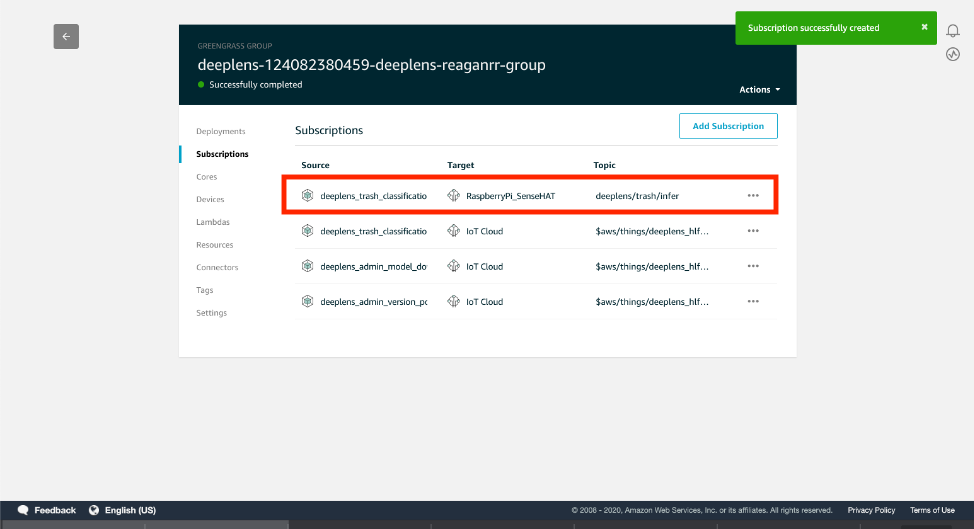 Subscription successfully created
GREENGRASS GROUP
deeplens-124082380459-deeplens-reaganrr-group
Successfully completed
Actions
Deployments
Subscriptions
Cores
Devices
Lambdas
Resources
Connectors
Tags
Settings
Subscriptions
Add Subscription
Source Target Topic
deeplens_trash_classificatio RaspberryPi_SenseHAT deeplens/trash/infer
deeplens_trash_classificatio IoT Cloud $aws/things/deeplens_hlf...
deeplens_admin_model_do IoT Cloud $aws/things/deeplens_hlf...
deeplens_admin_version_po IoT Cloud $aws/things/deeplens_hlf...
Feedback English (US) © 2008 - 2020, Amazon Web Services, Inc. or its affiliates. All rights reserved. Privacy Policy Terms of Use